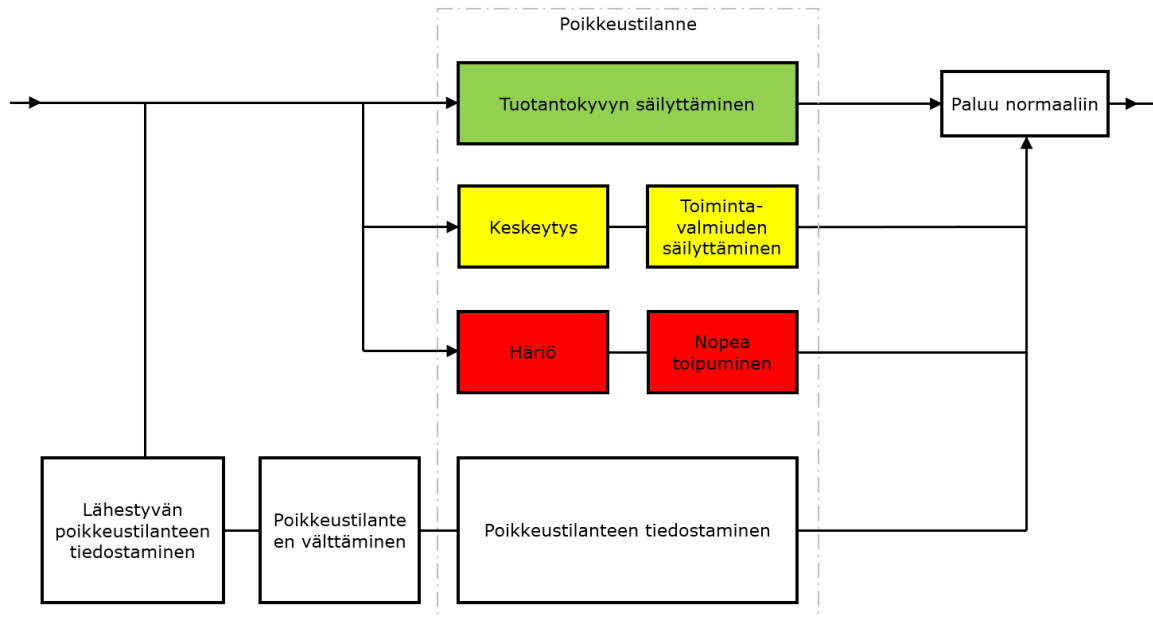 Poikkeustilanne
Tuotantokyvyn säilyttäminen
Paluu normaaliin
Keskeytys
Toiminta-
valmiuden
säilyttäminen
Häiriö
Nopea
toipuminen
Lähestyvän
poikkeustilanteen
tiedostaminen
Poikkeustilante
en välttäminen
Poikkeustilanteen tiedostaminen